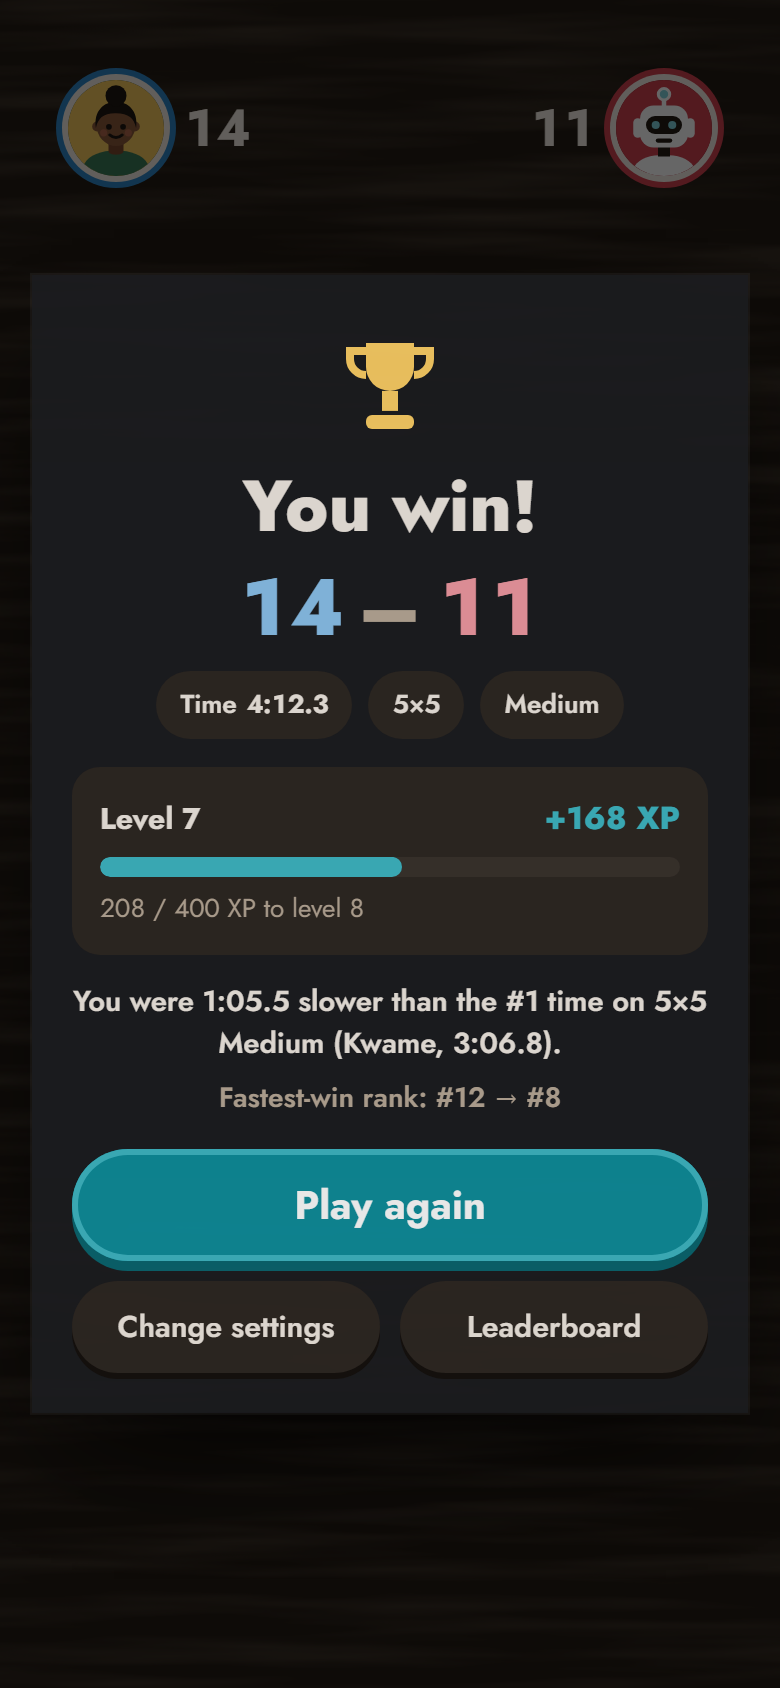 14
11
You win!
14 – 11
Time 4:12.3
5×5
Medium
Level 7
+168 XP
208 / 400 XP to level 8
You were 1:05.5 slower than the #1 time on 5×5
Medium (Kwame, 3:06.8).
Fastest-win rank: #12 → #8
Play again
Change settings
Leaderboard